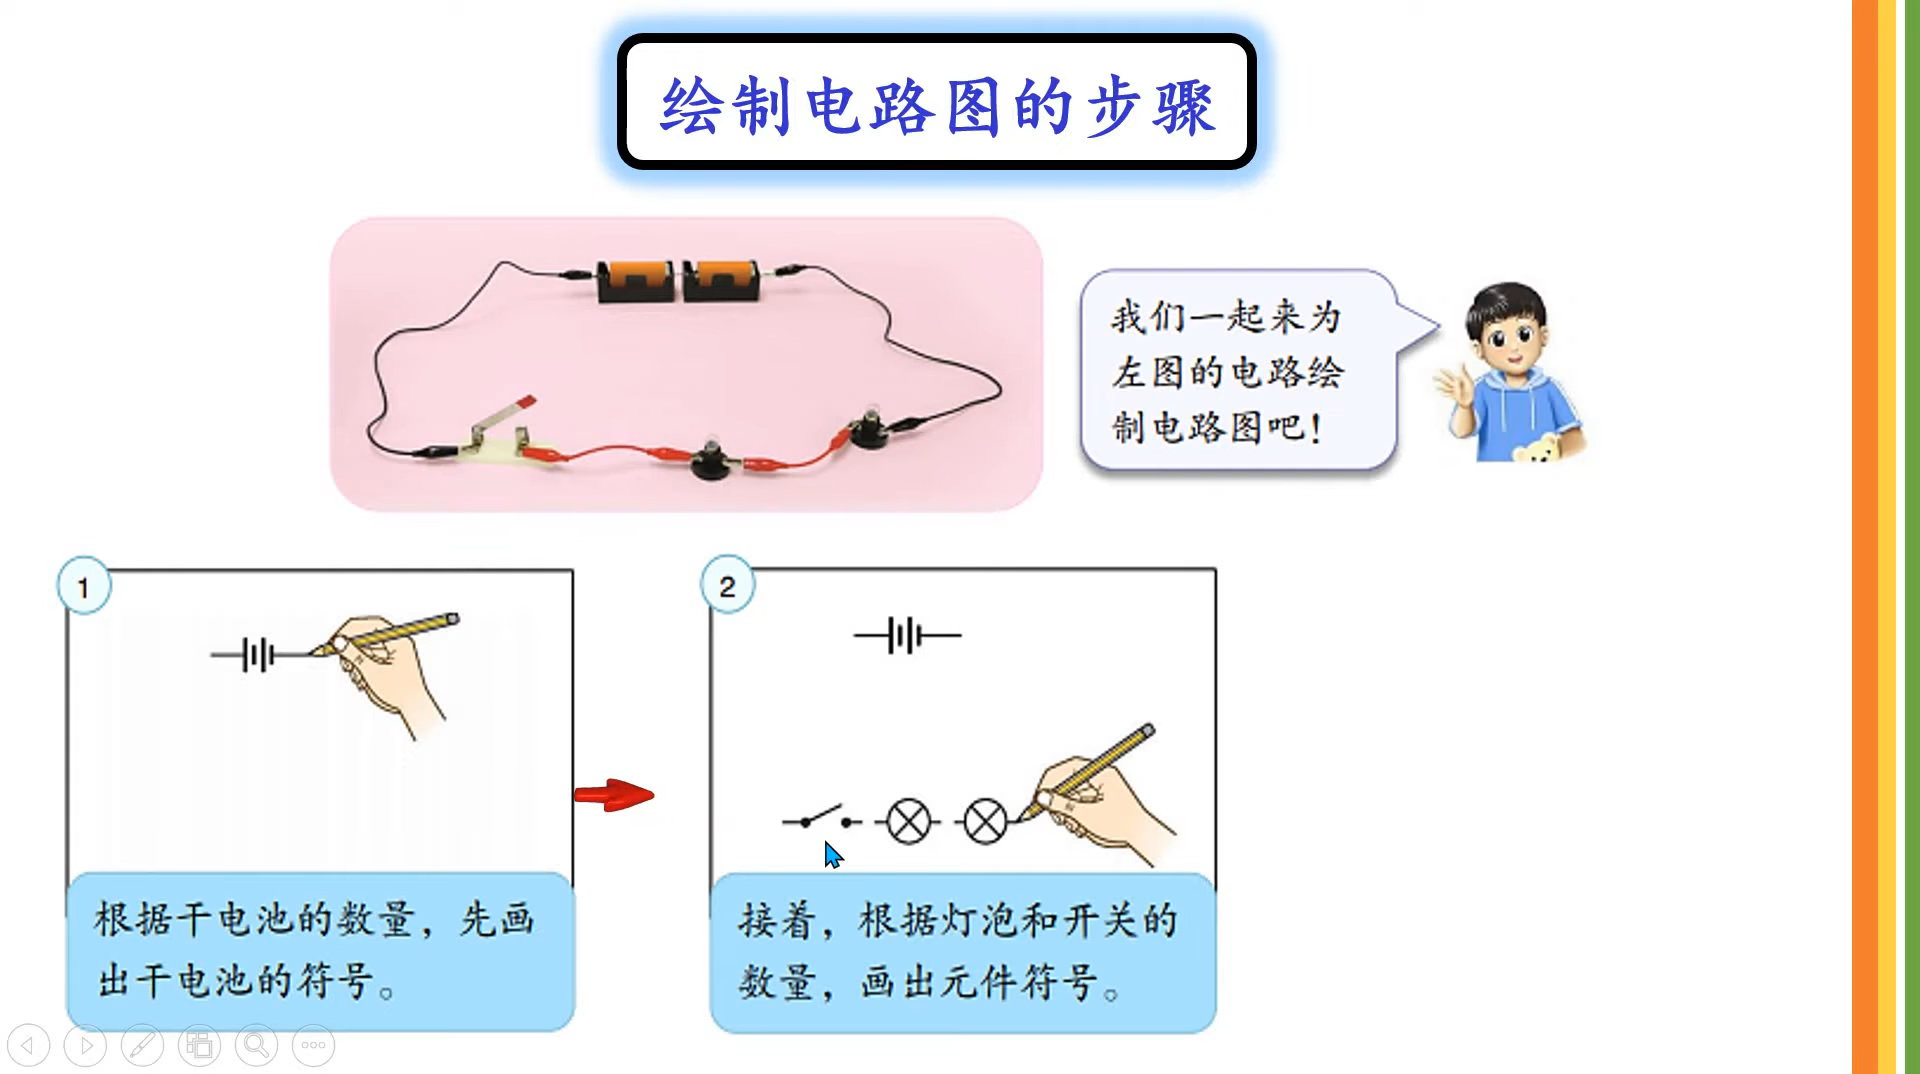 绘制电路图的步骤
我们一起来为
左图的电路绘
制电路图吧！
1
根据干电池的数量，先画
出干电池的符号。
2
接着，根据灯泡和开关的
数量，画出元件符号。